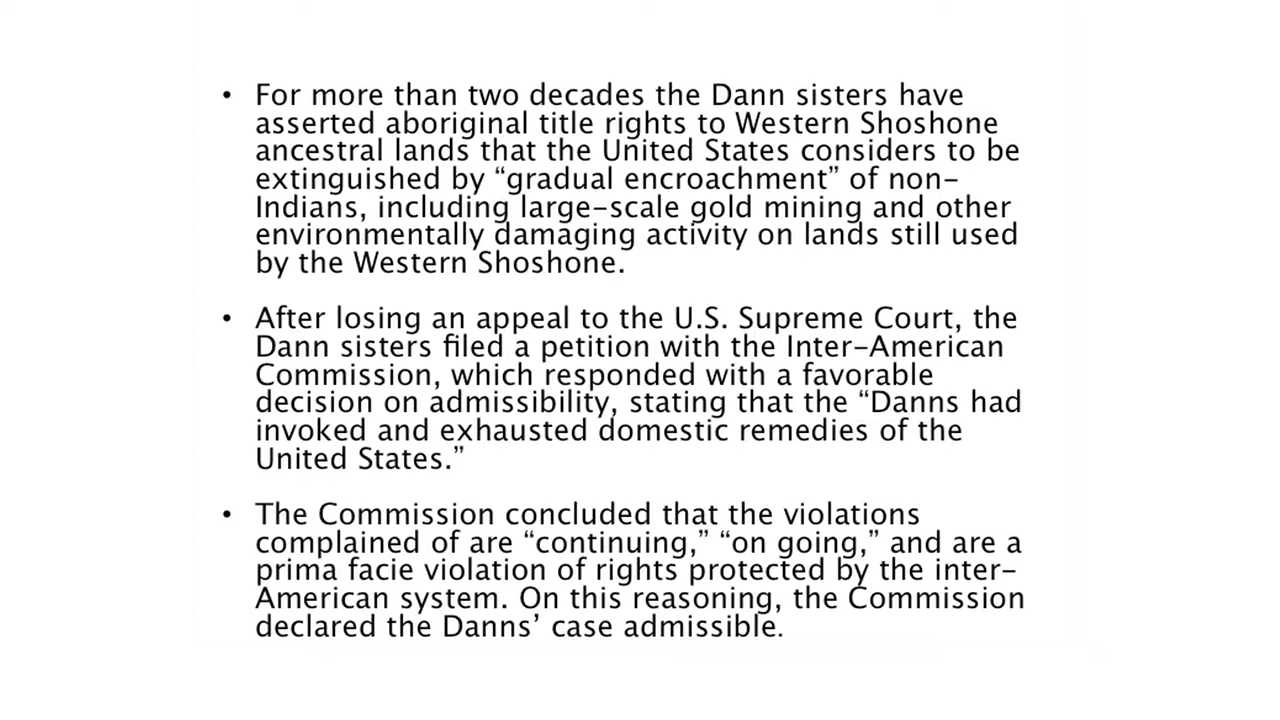 • For more than two decades the Dann sisters have
asserted aboriginal title rights to Western Shoshone
ancestral lands that the United States considers to be
extinguished by “gradual encroachment” of non-
Indians, including large-scale gold mining and other
environmentally damaging activity on lands still used
by the Western Shoshone.
• After losing an appeal to the U.S. Supreme Court, the
Dann sisters filed a petition with the Inter-American
Commission, which responded with a favorable
decision on admissibility, stating that the “Danns had
invoked and exhausted domestic remedies of the
United States.”
• The Commission concluded that the violations
complained of are “continuing,” “on going,” and are a
prima facie violation of rights protected by the inter-
American system. On this reasoning, the Commission
declared the Danns’ case admissible.